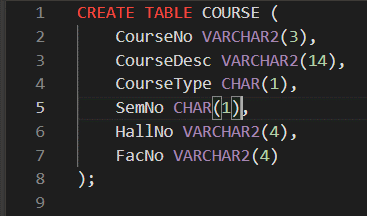 1 CREATE TABLE COURSE (
2 CourseNo VARCHAR2(3),
3 CourseDesc VARCHAR2(14),
4 CourseType CHAR(1),
5 SemNo CHAR(1),
6 HallNo VARCHAR2(4),
7 FacNo VARCHAR2(4)
8 );